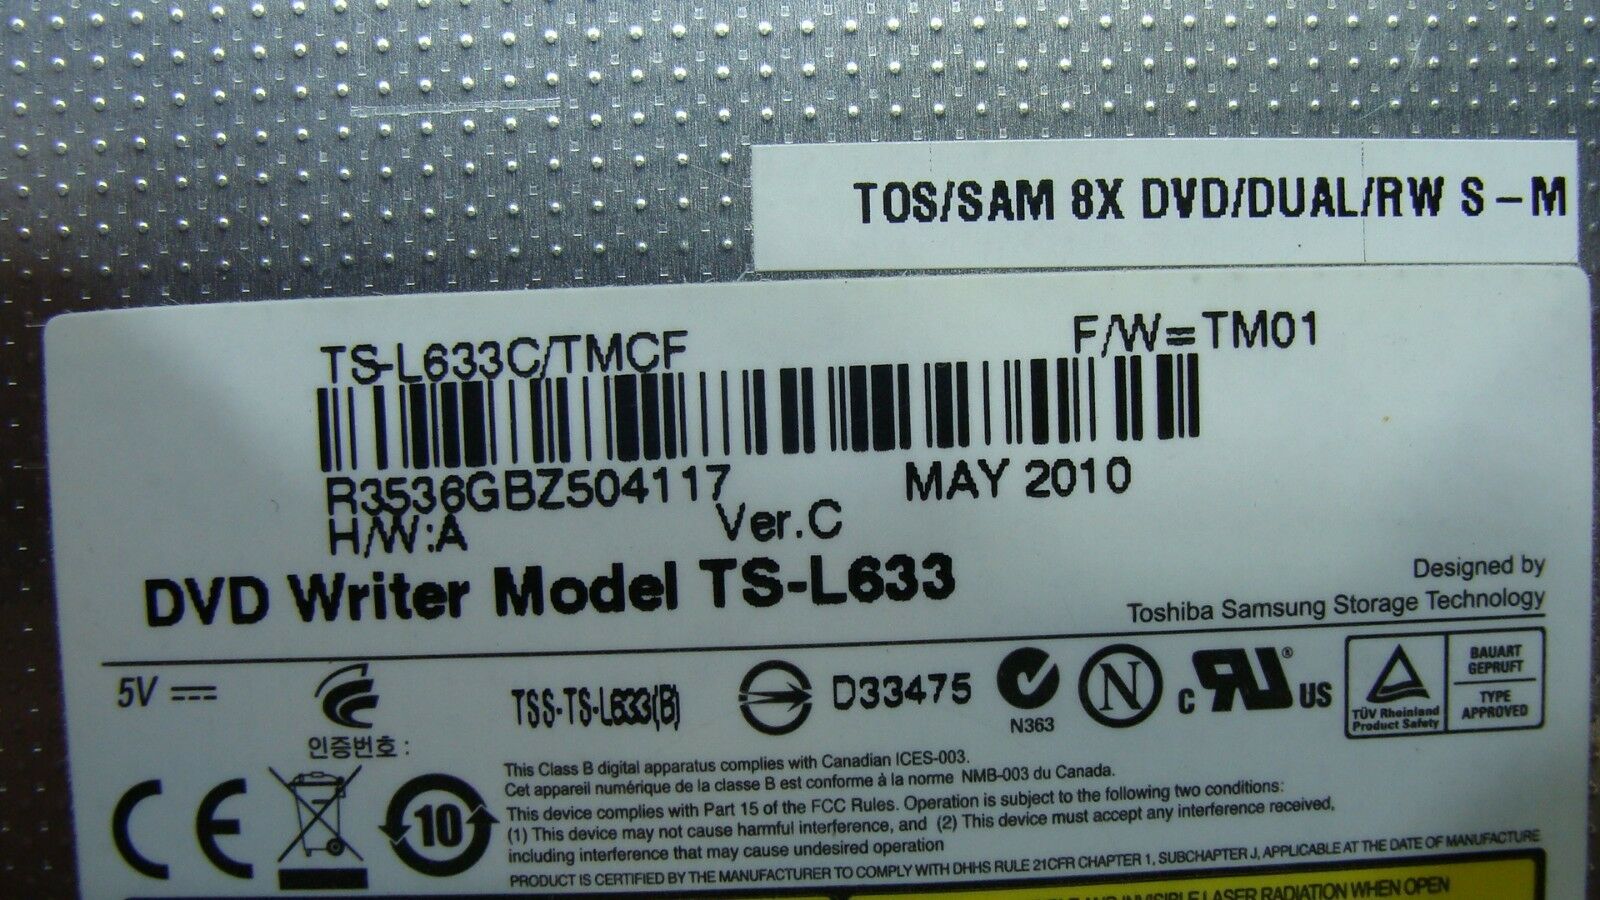 TOS/SAM 8X DVD/DUAL/RW S-M
TS-L633C/TMCF F/W=TM01
R3536GBZ504117 MAY 2010
H/W:A Ver.C
DVD Writer Model TS-L633
Designed by
Toshiba Samsung Storage Technology
5V
인증번호 :
TSS-TS-L633(B)
D33475
N363
N
c RU ® US
TÜV Rheinland
Product Safety
BAUART
GEPRUFT
TYPE
APPROVED
CE
10
This Class B digital apparatus complies with Canadian ICES-003.
Cet appareil numérique de la classe B est conforme à la norme NMB-003 du Canada.
This device complies with Part 15 of the FCC Rules. Operation is subject to the following two conditions:
(1) This device may not cause harmful interference, and (2) This device must accept any interference received,
including interference that may cause undesired operation
PRODUCT IS CERTIFIED BY THE MANUFACTURER TO COMPLY WITH DHHS RULE 21CFR CHAPTER 1, SUBCHAPTER J, APPLICABLE AT THE DATE OF MANUFACTURE
INVISIBLE LASER RADIATION WHEN OPEN